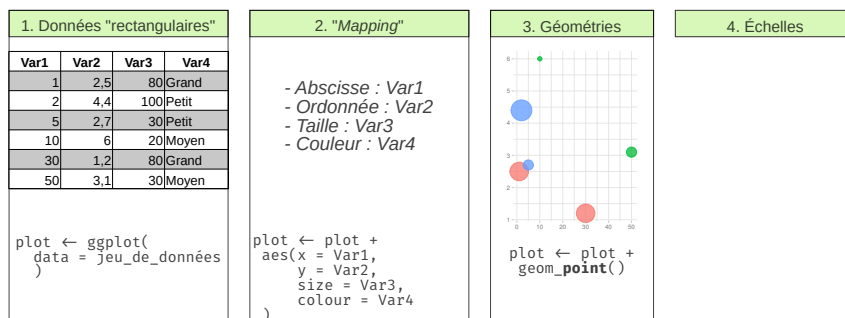 1. Données "rectangulaires"
Var1 Var2 Var3 Var4
1 2,5 80 Grand
2 4,4 100 Petit
5 2,7 30 Petit
10 6 20 Moyen
30 1,2 80 Grand
50 3,1 30 Moyen
plot ← ggplot(
data = jeu_de_données
)
2. "Mapping"
- Abscisse : Var1
- Ordonnée : Var2
- Taille : Var3
- Couleur : Var4
plot ← plot +
aes(x = Var1,
y = Var2,
size = Var3,
colour = Var4
)
3. Géométries
6
5
4
3
2
1
0 10 20 30 40 50
plot ← plot +
geom_point()
4. Échelles